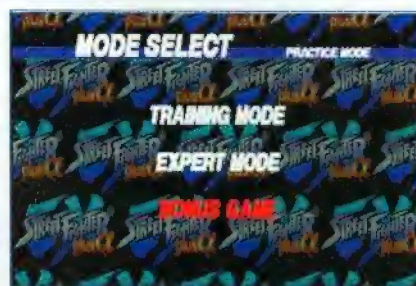 MODE SELECT PRACTICE MODE
TRAINING MODE
EXPERT MODE
BONUS GAME